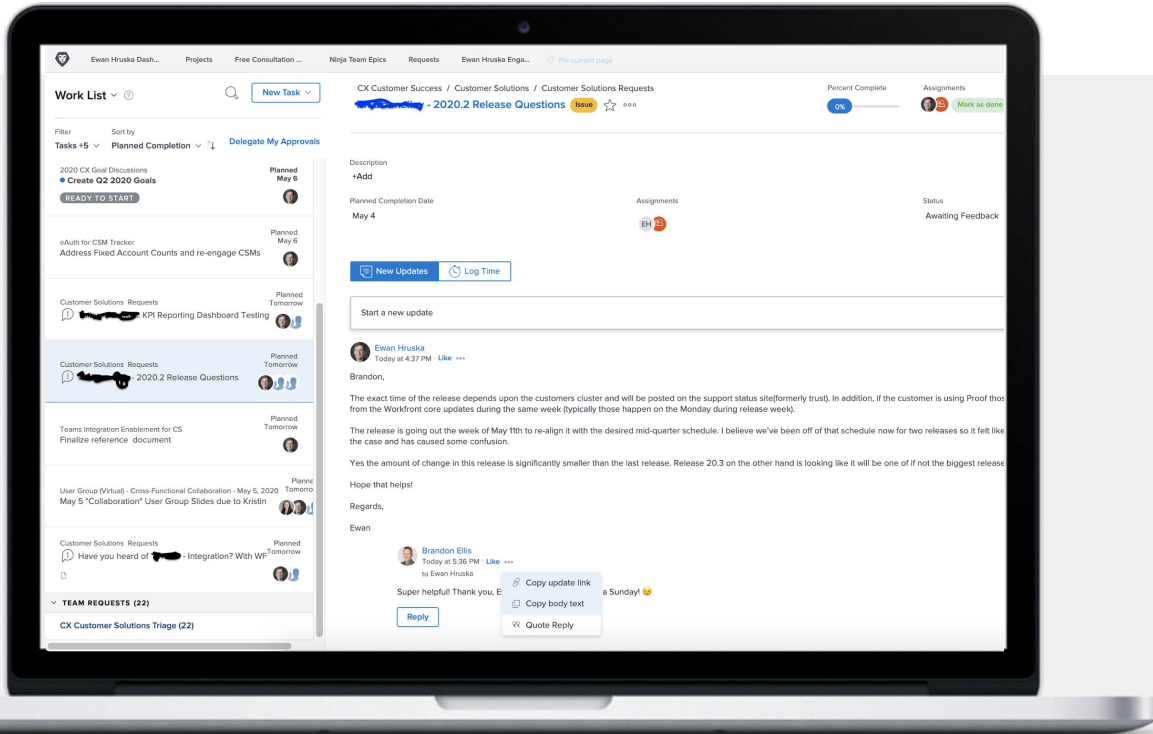 Ewan Hruska Dash... Projects Free Consultation ... Ninja Team Epics Requests Ewan Hruska Enga... Pin current page
Work List
New Task
Filter Sort by
Tasks +5 Planned Completion Delegate My Approvals
2020 CX Goal Discussions Planned
Create Q2 2020 Goals May 6
READY TO START
Planned
eAuth for CSM Tracker May 6
Address Fixed Account Counts and re-engage CSMs
Planned
Customer Solutions Requests Tomorrow
KPI Reporting Dashboard Testing
Planned
Customer Solutions Requests Tomorrow
- 2020.2 Release Questions
Planned
Teams Integration Enablement for CS Tomorrow
Finalize reference document
Planne
User Group (Virtual) - Cross-Functional Collaboration - May 5, 2020 Tomorro
May 5 "Collaboration" User Group Slides due to Kristin
Customer Solutions Requests Planned
Have you heard of - Integration? With WF Tomorrow
TEAM REQUESTS (22)
CX Customer Solutions Triage (22)
CX Customer Success / Customer Solutions / Customer Solutions Requests
- 2020.2 Release Questions Issue
Percent Complete Assignments
0% Mark as done
Description
+Add
Planned Completion Date Assignments Status
May 4 EH Awaiting Feedback
New Updates Log Time
Start a new update
Ewan Hruska
Today at 4:37 PM · Like
Brandon,
The exact time of the release depends upon the customers cluster and will be posted on the support status site(formerly trust). In addition, if the customer is using Proof thos
from the Workfront core updates during the same week (typically those happen on the Monday during release week).
The release is going out the week of May 11th to re-align it with the desired mid-quarter schedule. I believe we've been off of that schedule now for two releases so it felt like
the case and has caused some confusion.
Yes the amount of change in this release is significantly smaller than the last release. Release 20.3 on the other hand is looking like it will be one of if not the biggest release
Hope that helps!
Regards,
Ewan
Brandon Ellis
Today at 5:36 PM · Like
to Ewan Hruska
Super helpful! Thank you, E a Sunday! 😉
Copy update link
Copy body text
Quote Reply
Reply